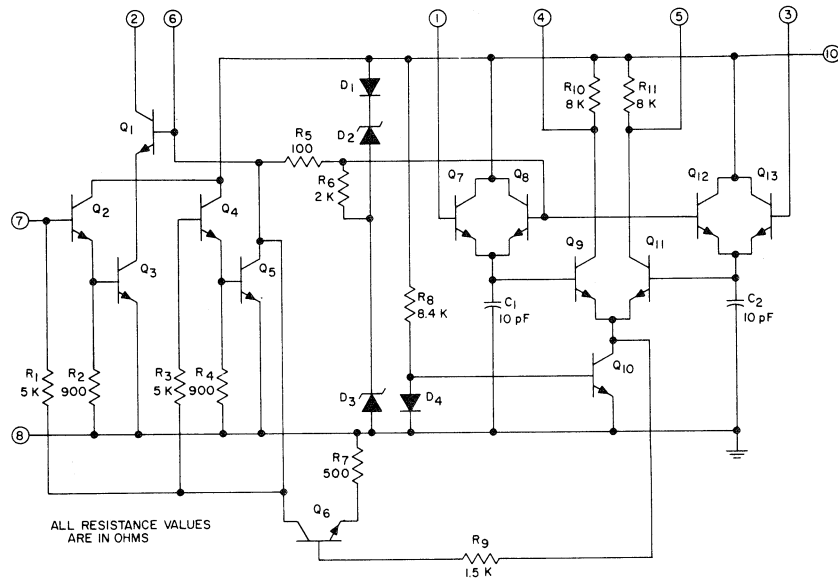 2
6
1
4
5
3
10
Q1
R5
100
D1
D2
R6
2 K
R10
8 K
R11
8 K
Q7
Q8
Q12
Q13
7
Q2
Q4
Q3
Q5
Q9
Q11
R8
8.4 K
C1
10 pF
C2
10 pF
R1
5 K
R2
900
R3
5 K
R4
900
D3
D4
Q10
8
R7
500
Q6
R9
1.5 K
ALL RESISTANCE VALUES
ARE IN OHMS